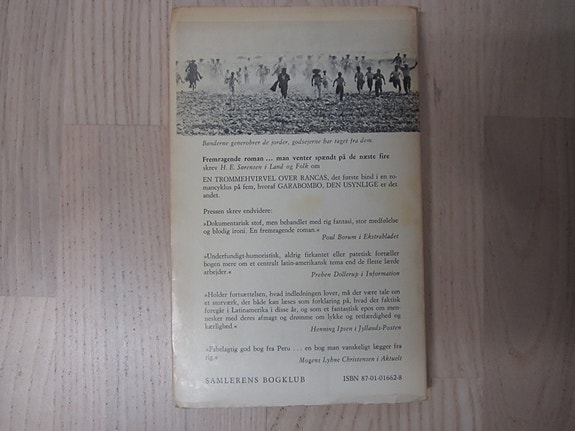 Bønderne generobrer de jorder, godsejerne har taget fra dem
Fremragende roman ... man venter spændt på de næste fire
skrev H. E. Sørensen i Land og Folk om
EN TROMMEHVIRVEL OVER RANCAS, det første bind i en ro-
mancyklus på fem, hvoraf GARABOMBO, DEN USYNLIGE er det
andet.
Pressen skrev endvidere:
»Dokumentarisk stof, men behandlet med rig fantasi, stor medfølelse
og blodig ironi. En fremragende roman.«
Poul Borum i Ekstrabladet
»Underfundigt-humoristisk, aldrig firkantet eller patetisk fortæller
bogen mere om et centralt latin-amerikansk tema end de fleste lærde
arbejder.«
Preben Dollerup i Information
»Holder fortsættelsen, hvad indledningen lover, må der være tale om
et storværk, der både kan læses som forklaring på, hvad der faktisk
foregår i Latinamerika i disse år, og som et fantastisk epos om men-
nesker med deres afmagt og drømme om lykke og retfærdighed og
kærlighed.«
Henning Ipsen i Jyllands-Posten
»Fabelagtig god bog fra Peru ... en bog man vanskeligt lægger fra
sig.«
Mogens Lyhne Christensen i Aktuelt
SAMLERENS BOGKLUB
ISBN 87-01-01662-8